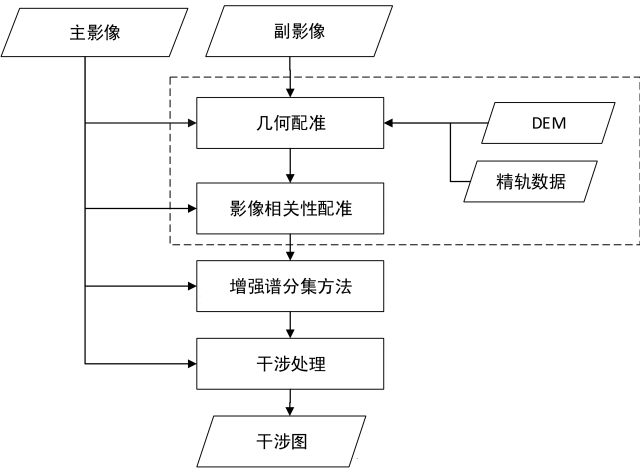 主影像
副影像
几何配准
DEM
精轨数据
影像相关性配准
增强谱分集方法
干涉处理
干涉图